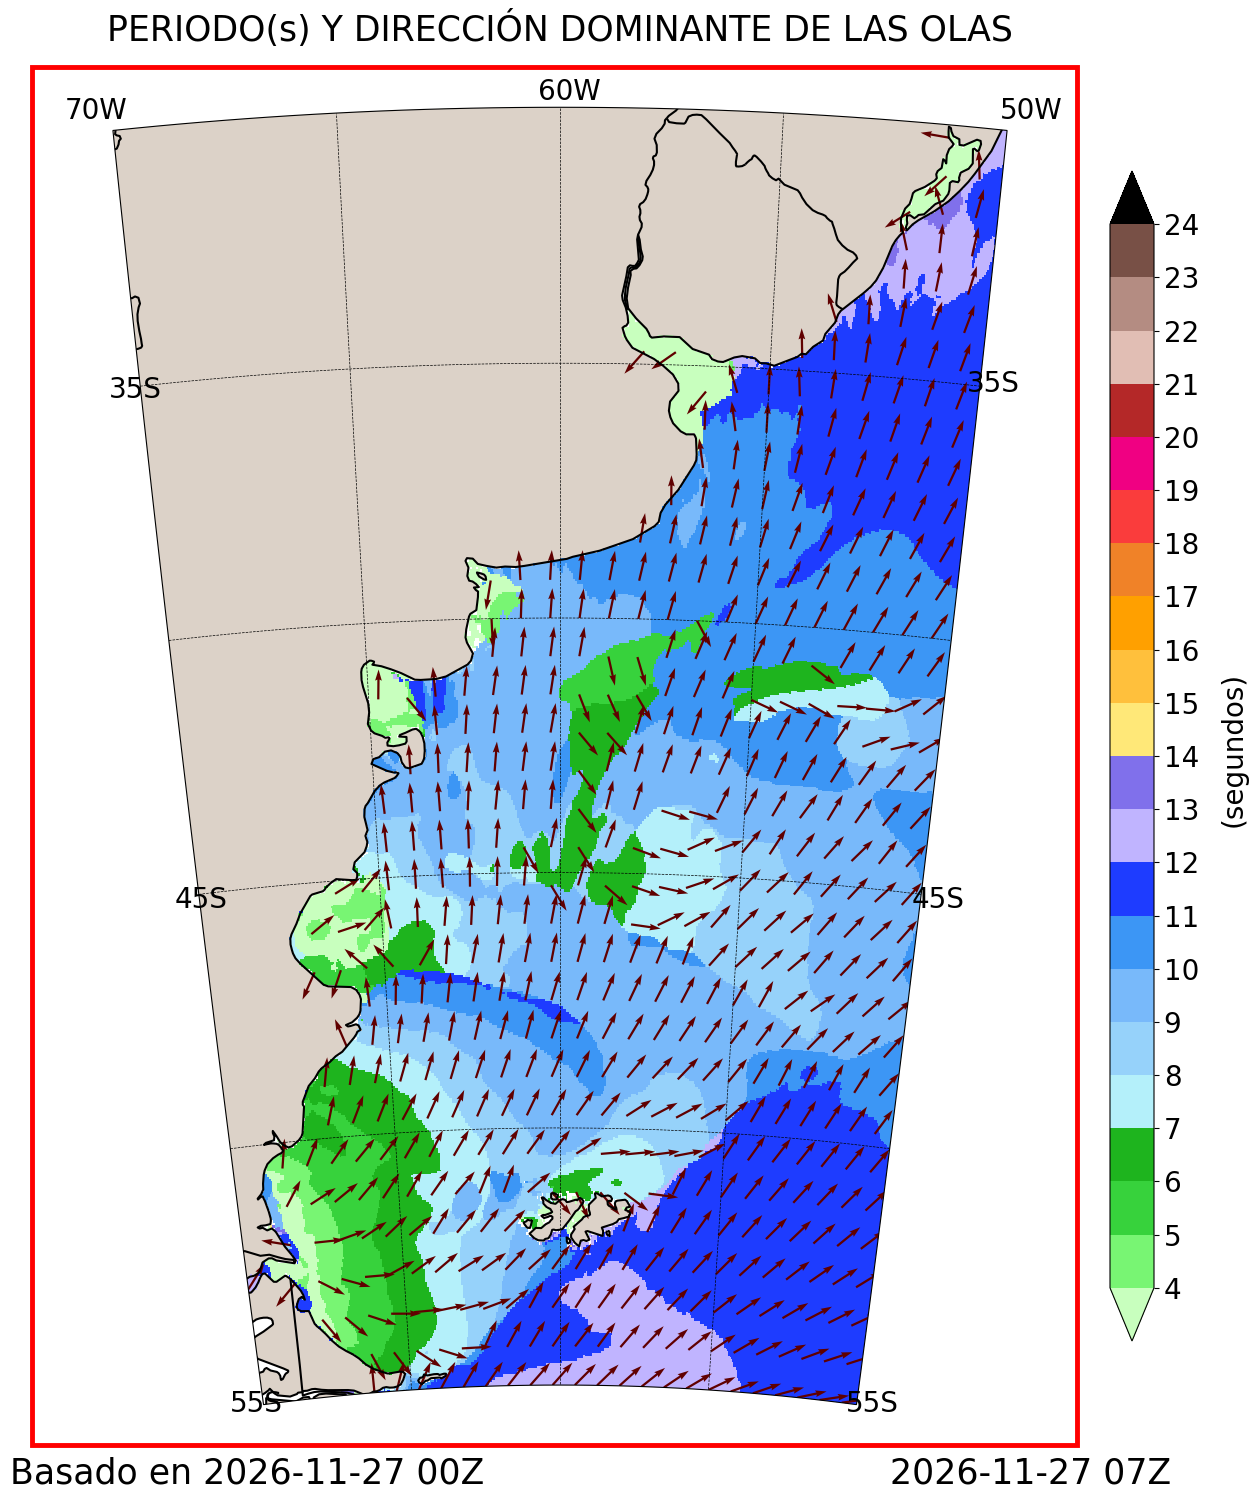 PERIODO(s) Y DIRECCIÓN DOMINANTE DE LAS OLAS
70W
60W
50W
35S
35S
45S
45S
55S
55S
24
23
22
21
20
19
18
17
16
15
14
13
12
11
10
9
8
7
6
5
4
(segundos)
Basado en 2026-11-27 00Z
2026-11-27 07Z